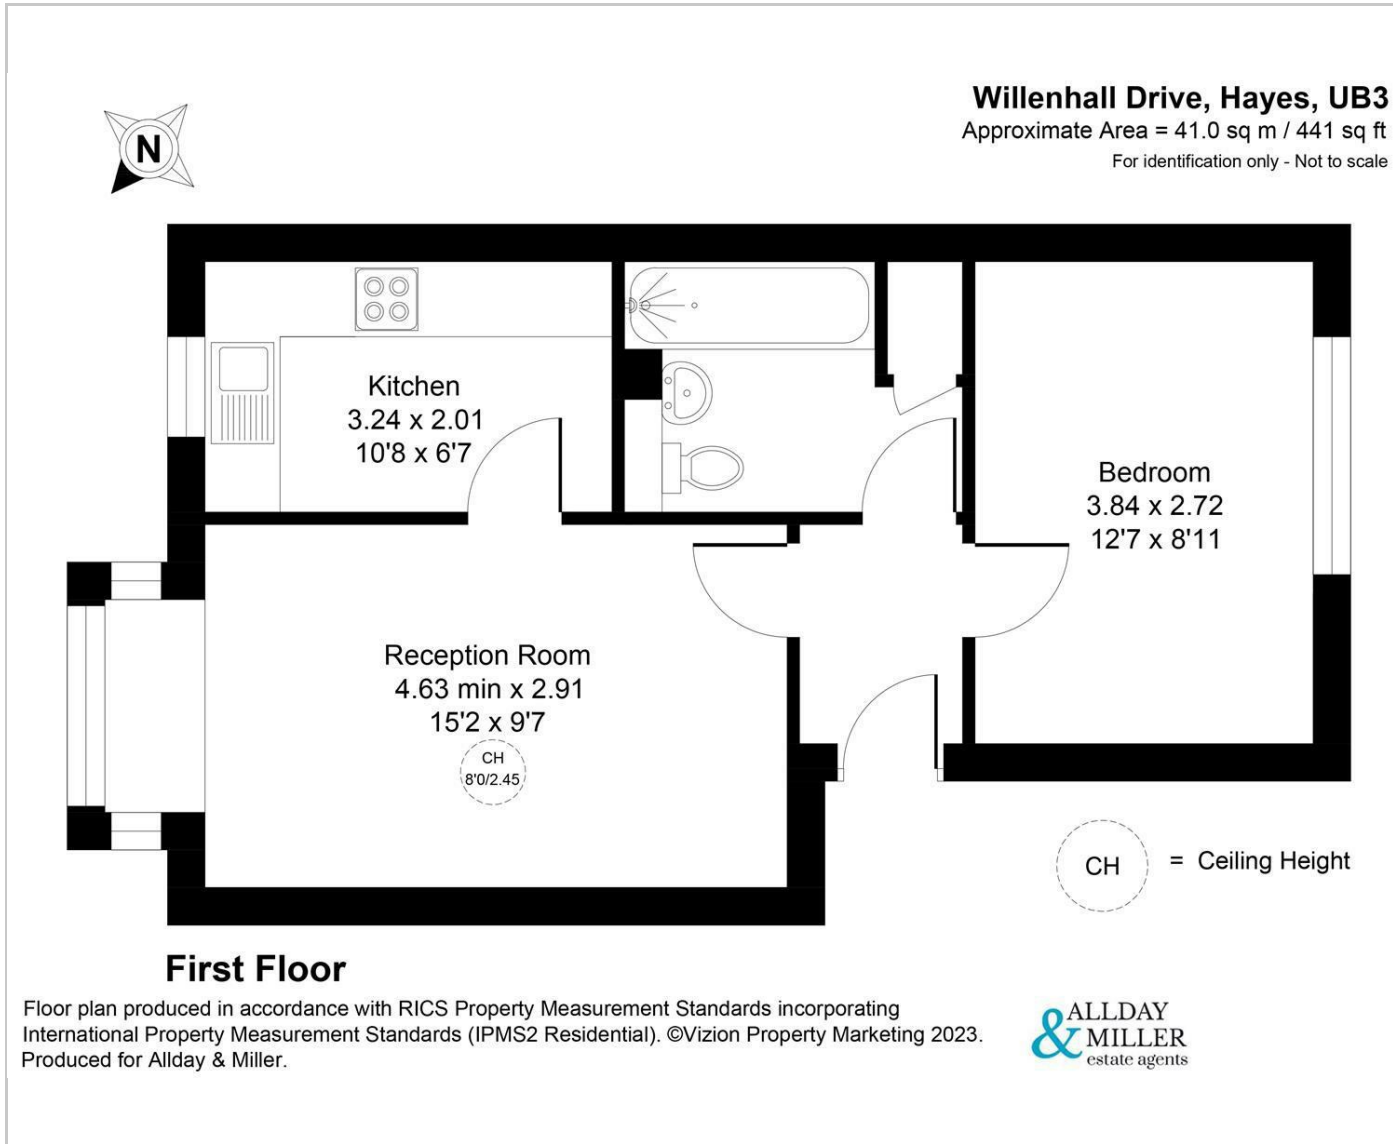 Willenhall Drive, Hayes, UB3
Approximate Area = 41.0 sq m / 441 sq ft
For identification only - Not to scale
N
Kitchen
3.24 x 2.01
10'8 x 6'7
Bedroom
3.84 x 2.72
12'7 x 8'11
Reception Room
4.63 min x 2.91
15'2 x 9'7
CH
8'0/2.45
CH
= Ceiling Height
First Floor
Floor plan produced in accordance with RICS Property Measurement Standards incorporating
International Property Measurement Standards (IPMS2 Residential). ©Vizion Property Marketing 2023.
Produced for Allday & Miller.
ALLDAY
& MILLER
estate agents